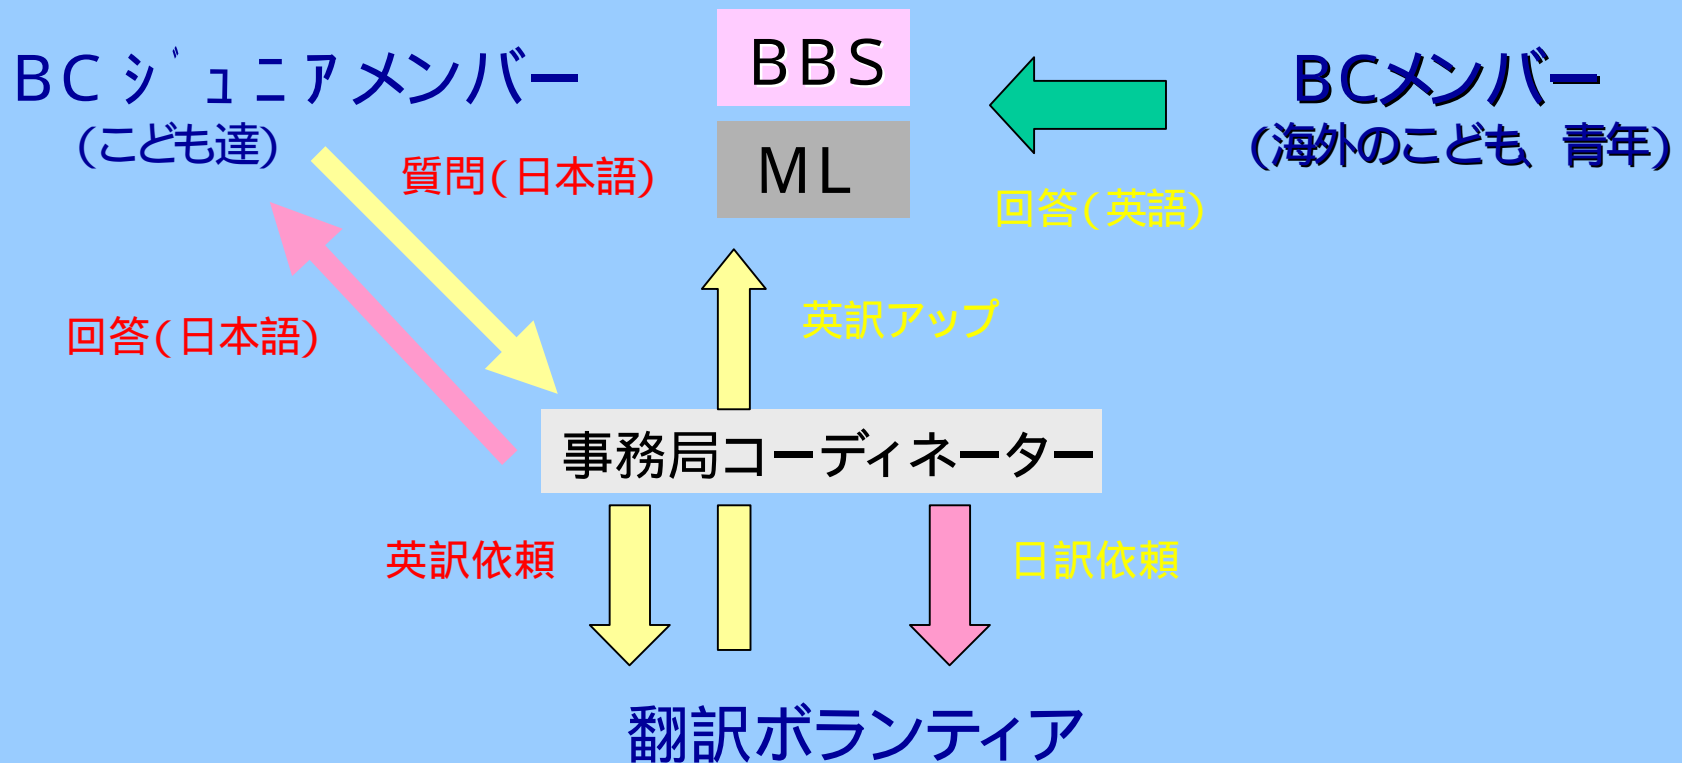 BCｼﾞｭﾆｱメンバー
(こども達)
BBS
ML
BCメンバー
(海外のこども、青年)
質問(日本語)
回答(英語)
回答(日本語)
英訳アップ
事務局コーディネーター
英訳依頼
日訳依頼
翻訳ボランティア